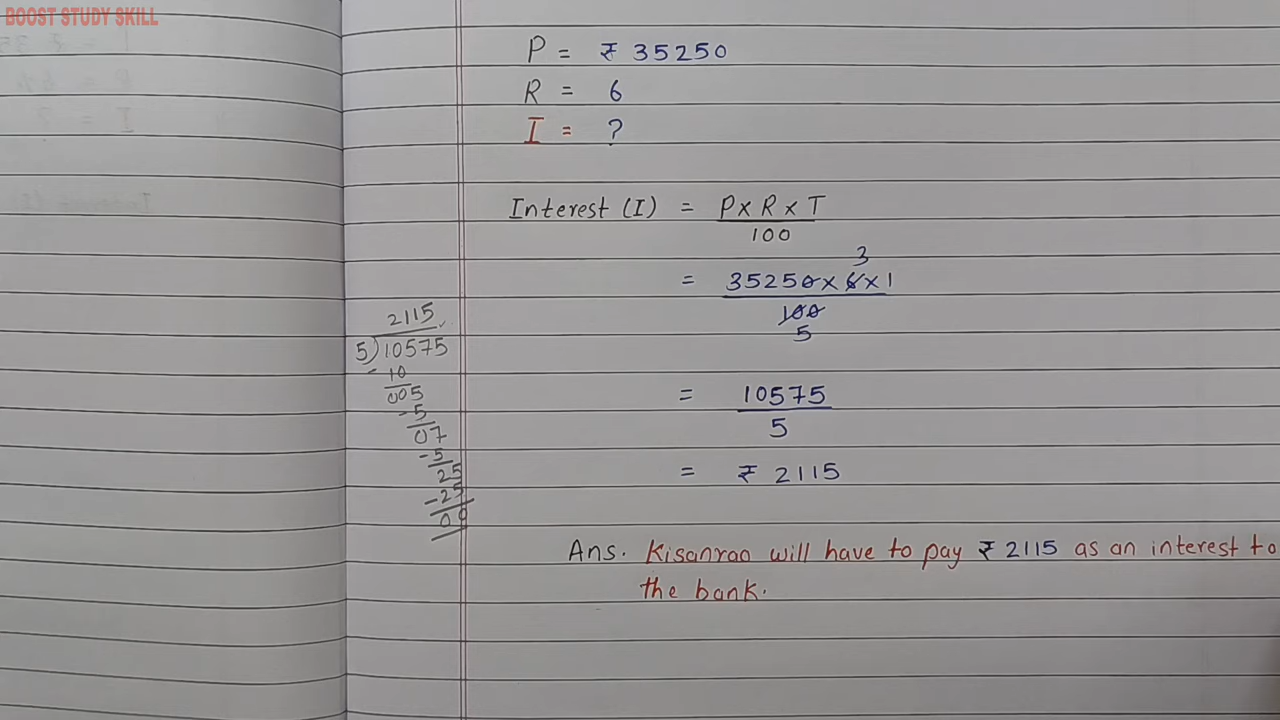 BOOST STUDY SKILL
P = ₹ 35250
R = 6
I = ?
Interest (I) = P x R x T
100
3
= 35250 x 6 x 1
100
5
= 10575
5
= ₹ 2115
Ans. Kisanrao will have to pay ₹ 2115 as an interest to
the bank.
2115
5)10575
-10
005
-5
07
-5
25
-25
00